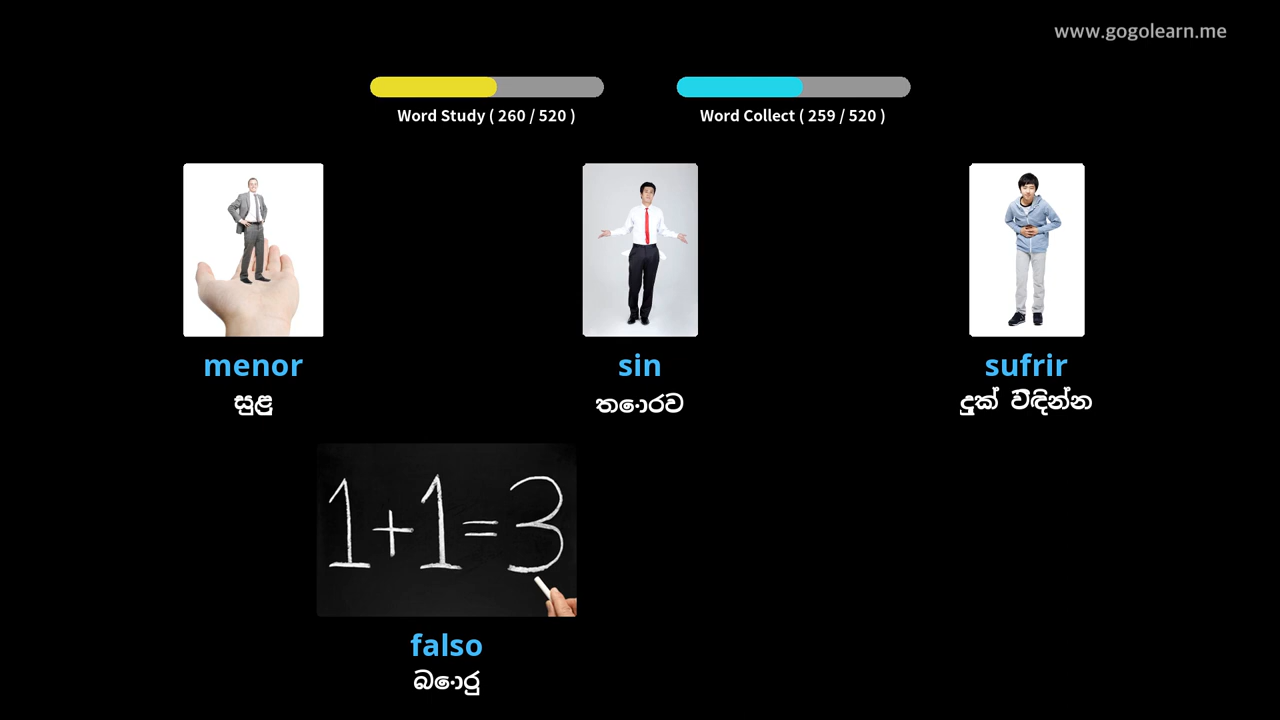 www.gogolearn.me
Word Study ( 260 / 520 )
Word Collect ( 259 / 520 )
menor
සුළු
sin
තොරව
sufrir
දුක් විඳින්න
1+1=3
falso
බොරු